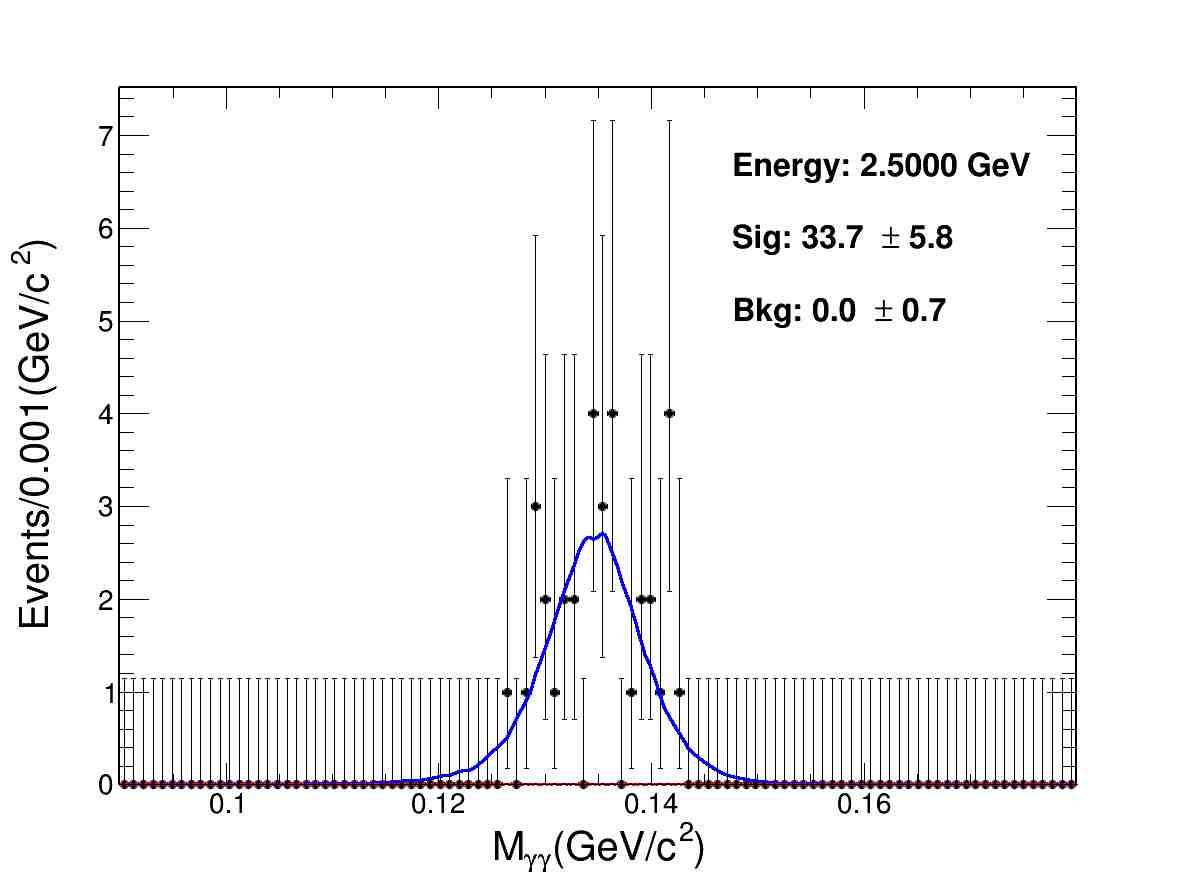 Energy: 2.5000 GeV
Sig: 33.7 ± 5.8
Bkg: 0.0 ± 0.7
Events/0.001(GeV/c²)
7
6
5
4
3
2
1
0
0.1 0.12 0.14 0.16
Mγγ(GeV/c²)